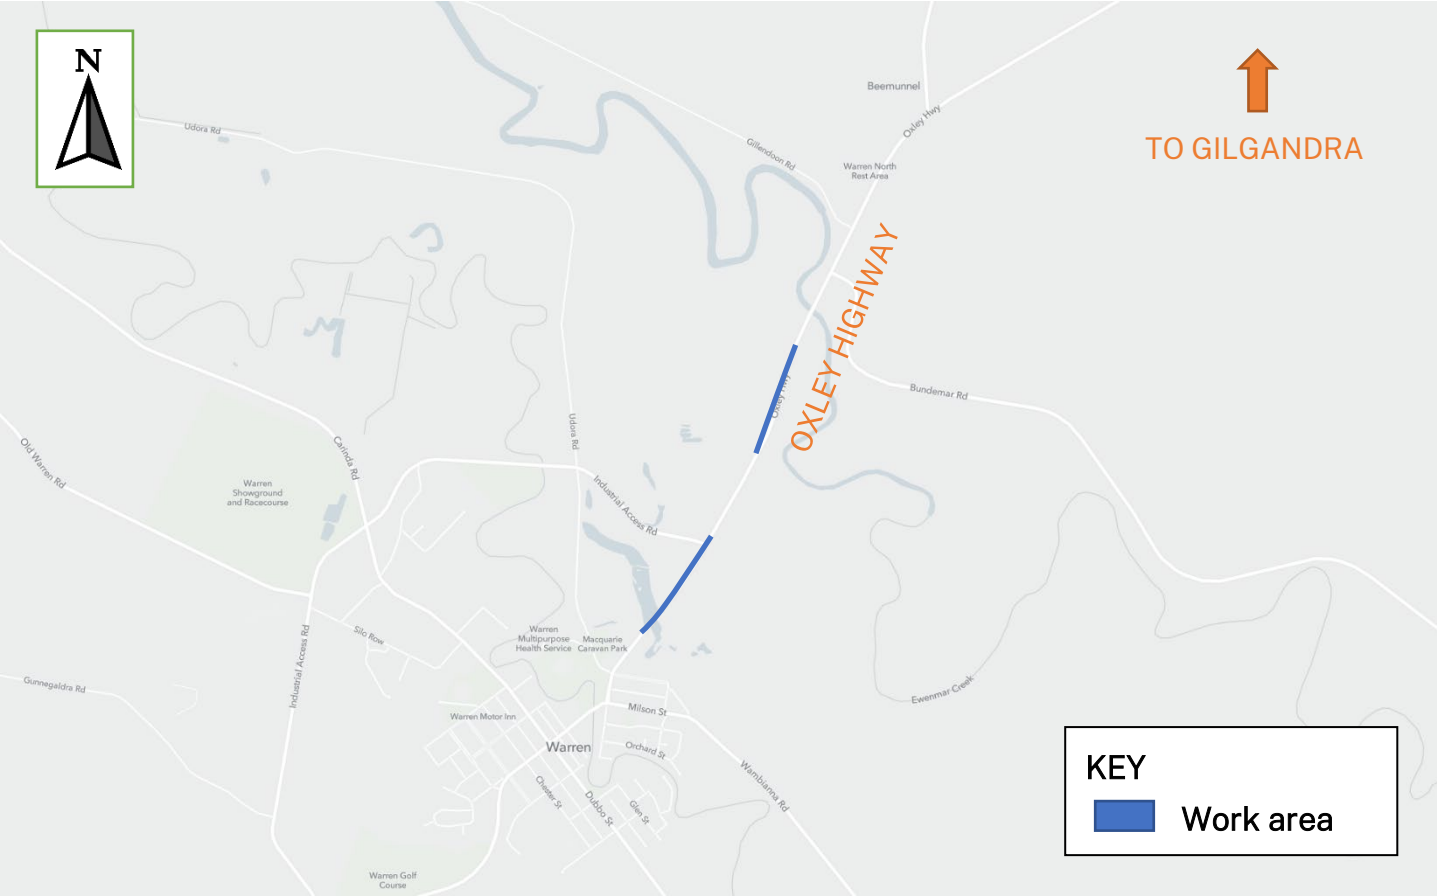 N
TO GILGANDRA
Beemunnel
Oxley Hwy
Udora Rd
Gillendoon Rd
Warren North
Rest Area
OXLEY HIGHWAY
Oxley Hwy
Bundemar Rd
Udora Rd
Carinda Rd
Old Warren Rd
Warren
Showground
and Racecourse
Industrial Access Rd
Silo Row
Warren
Multipurpose
Health Service
Macquarie
Caravan Park
Industrial Access Rd
Gunnegaldra Rd
Ewenmar Creek
Warren Motor Inn
Milson St
Warren
Orchard St
Wambianna Rd
Chester St
Dubbo St
Glen St
Warren Golf
Course
KEY
Work area